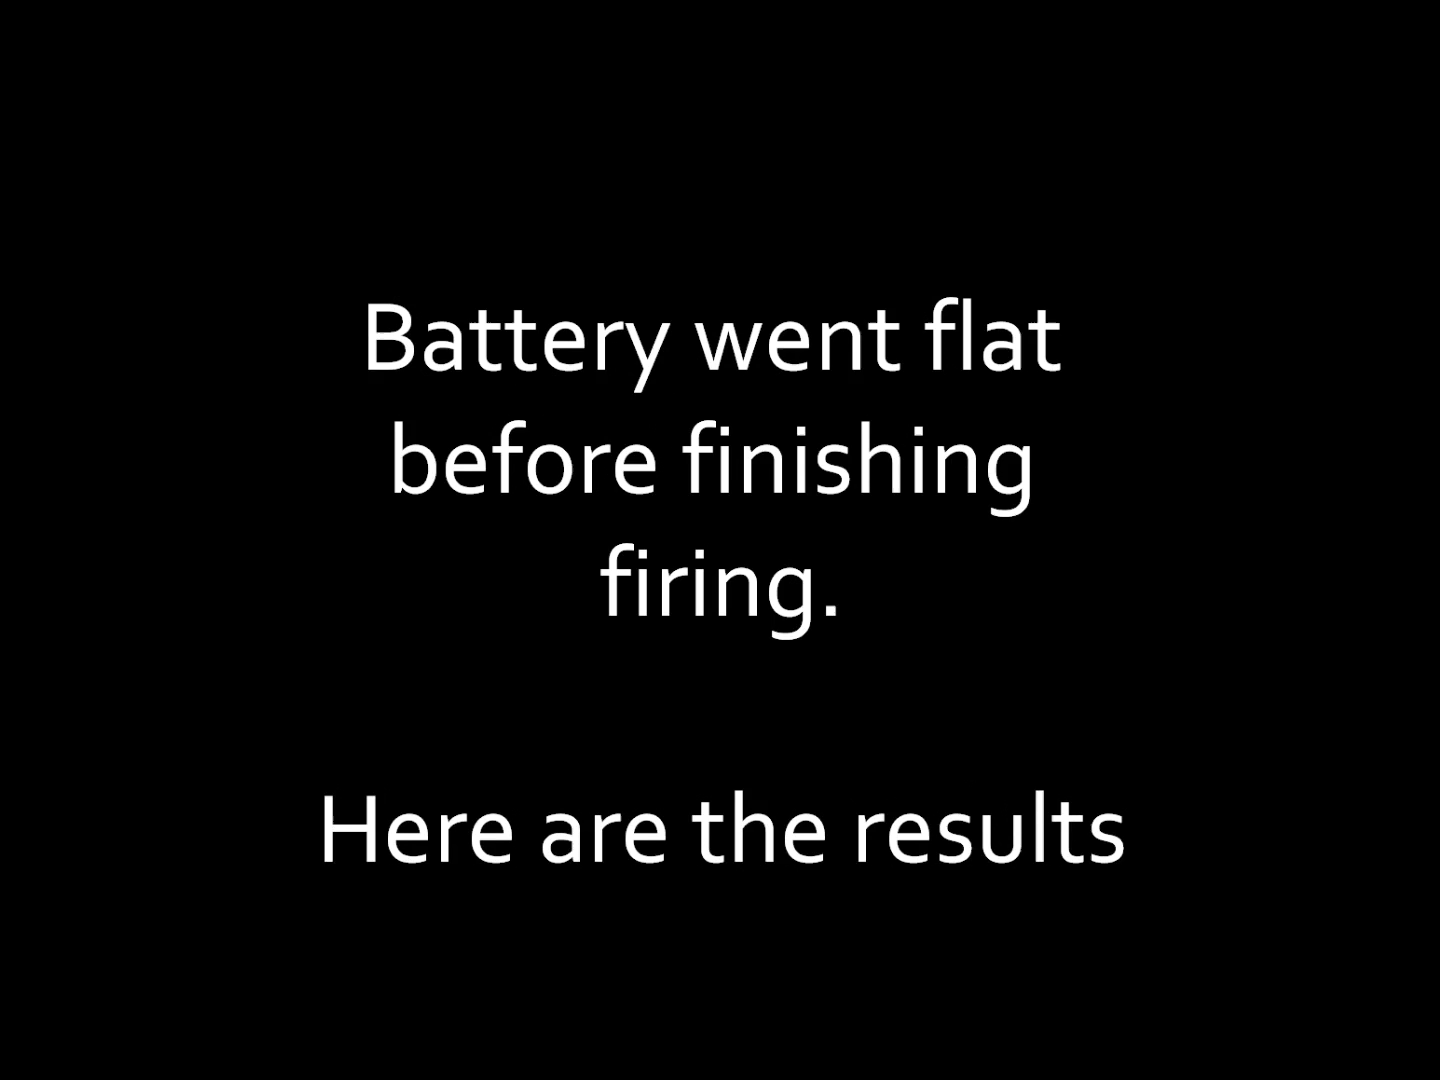 Battery went flat
before finishing
firing.
Here are the results